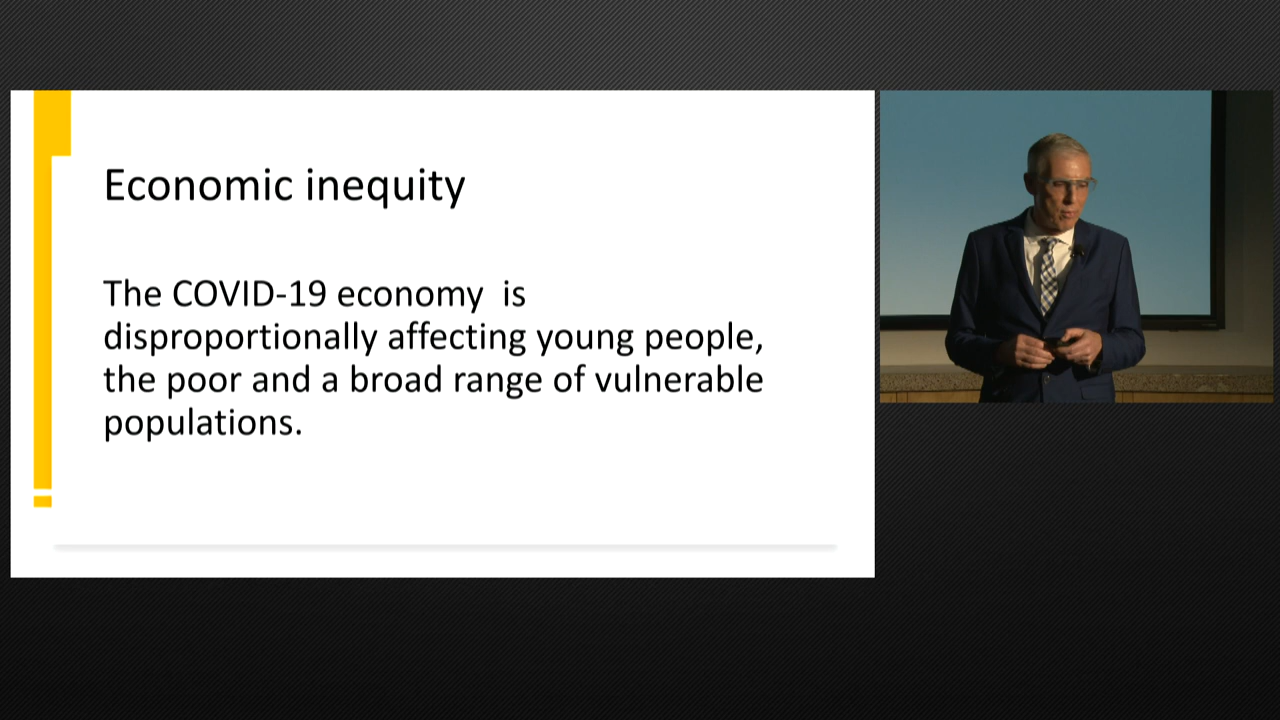 Economic inequity
The COVID-19 economy  is
disproportionally affecting young people,
the poor and a broad range of vulnerable
populations.